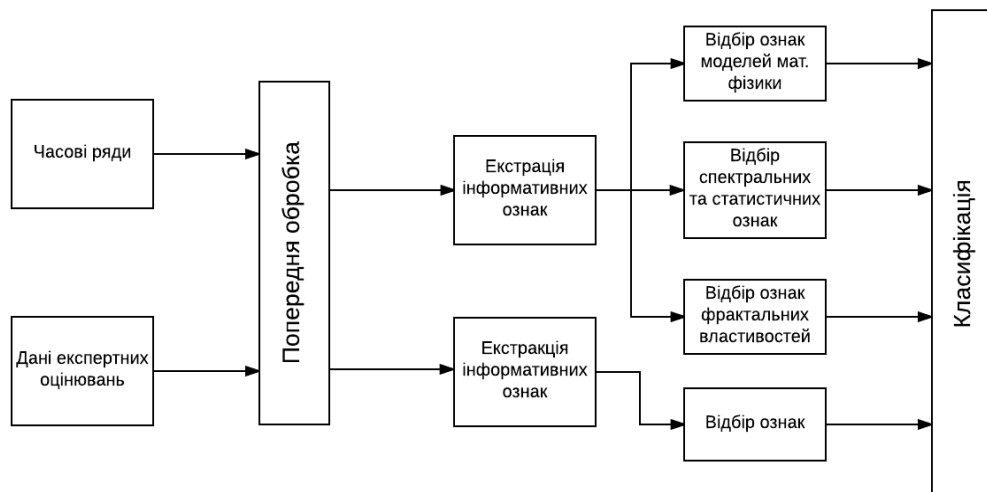 Часові ряди
Дані експертних
оцінювань
Попередня обробка
Екстрація
інформативних
ознак
Екстракція
інформативних
ознак
Відбір ознак
моделей мат.
фізики
Відбір
спектральних
та статистичних
ознак
Відбір ознак
фрактальних
властивостей
Відбір ознак
Класифікація